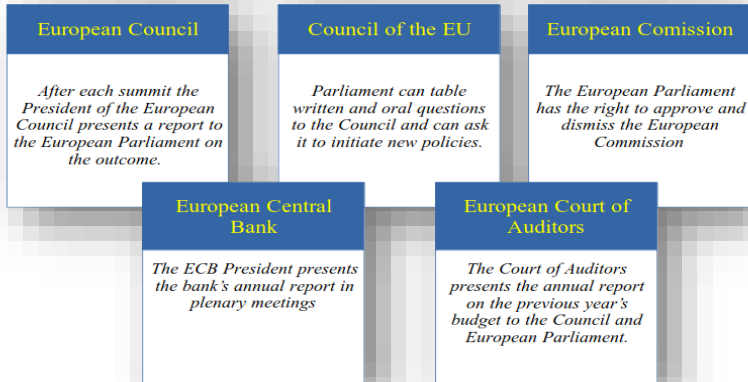 European Council
After each summit the
President of the European
Council presents a report to
the European Parliament on
the outcome.
Council of the EU
Parliament can table
written and oral questions
to the Council and can ask
it to initiate new policies.
European Comission
The European Parliament
has the right to approve and
dismiss the European
Commission
European Central
Bank
The ECB President presents
the bank's annual report in
plenary meetings
European Court of
Auditors
The Court of Auditors
presents the annual report
on the previous year's
budget to the Council and
European Parliament.